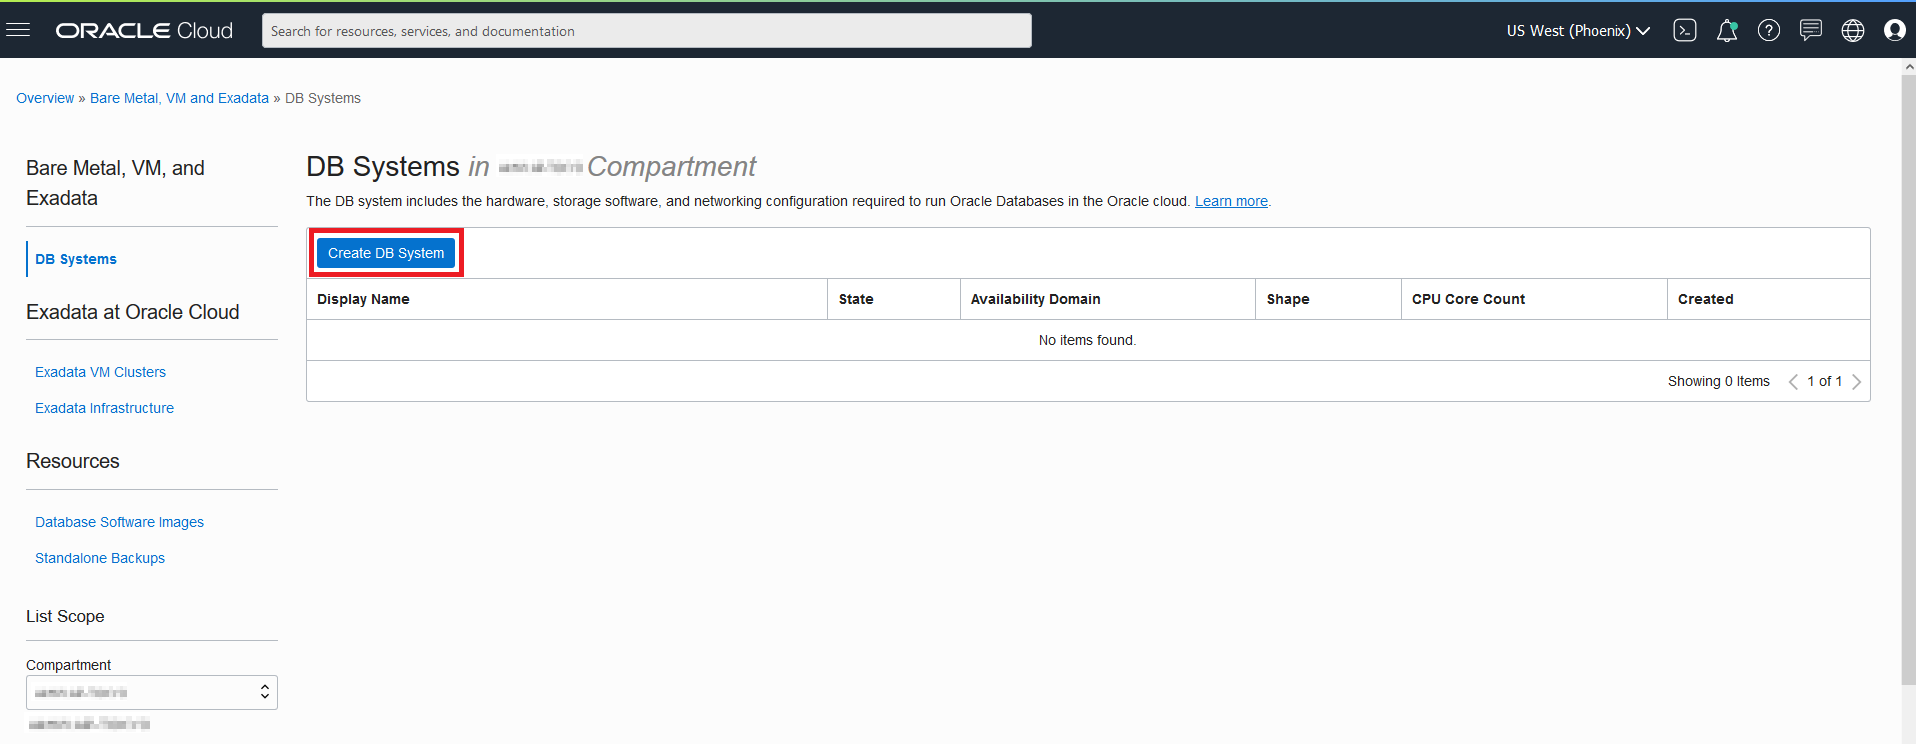 ORACLE Cloud
Search for resources, services, and documentation
US West (Phoenix)
Overview » Bare Metal, VM and Exadata » DB Systems
Bare Metal, VM, and
Exadata
DB Systems
Exadata at Oracle Cloud
Exadata VM Clusters
Exadata Infrastructure
Resources
Database Software Images
Standalone Backups
List Scope
Compartment
DB Systems in Compartment
The DB system includes the hardware, storage software, and networking configuration required to run Oracle Databases in the Oracle cloud. Learn more.
Create DB System
Display Name State Availability Domain Shape CPU Core Count Created
No items found.
Showing 0 Items 1 of 1